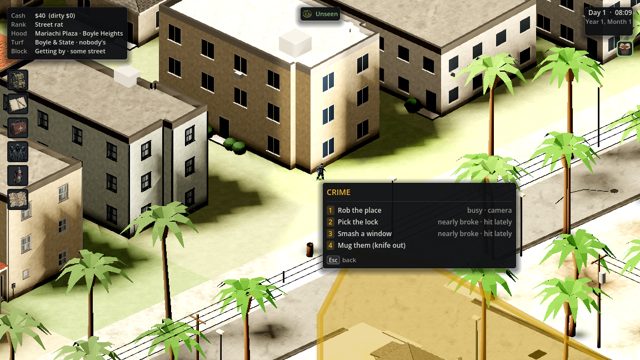 Cash $40 (dirty $0)
Rank Street rat
Hood Mariachi Plaza · Boyle Heights
Turf Boyle & State · nobody's
Block Getting by · some street
Unseen
Day 1 · 08:09
Year 1, Month 1
CRIME
1 Rob the place busy · camera
2 Pick the lock nearly broke · hit lately
3 Smash a window nearly broke · hit lately
4 Mug them (knife out)
Esc back